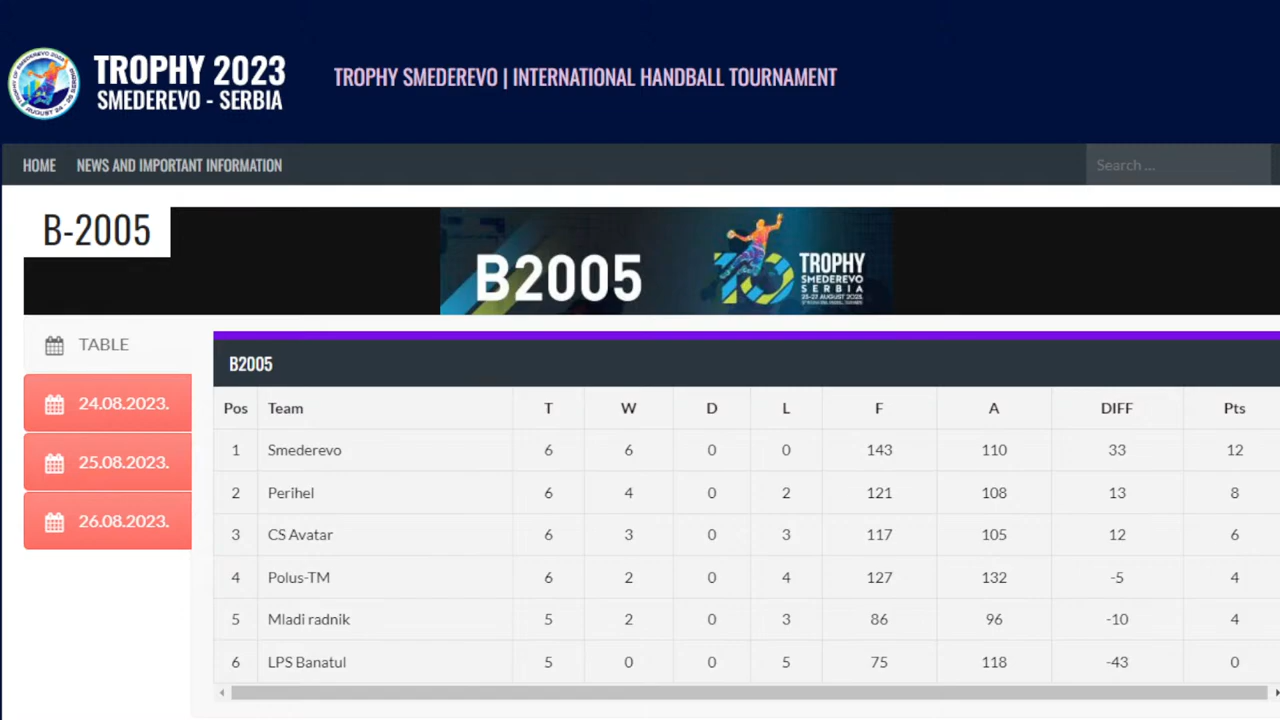 TROPHY 2023
SMEDEREVO - SERBIA
TROPHY SMEDEREVO | INTERNATIONAL HANDBALL TOURNAMENT
HOME NEWS AND IMPORTANT INFORMATION Search ...
B-2005
B2005 TROPHY
SMEDEREVO
SERBIA
TABLE
24.08.2023.
25.08.2023.
26.08.2023.
B2005
Pos Team T W D L F A DIFF Pts
1 Smederevo 6 6 0 0 143 110 33 12
2 Perihel 6 4 0 2 121 108 13 8
3 CS Avatar 6 3 0 3 117 105 12 6
4 Polus-TM 6 2 0 4 127 132 -5 4
5 Mladi radnik 5 2 0 3 86 96 -10 4
6 LPS Banatul 5 0 0 5 75 118 -43 0